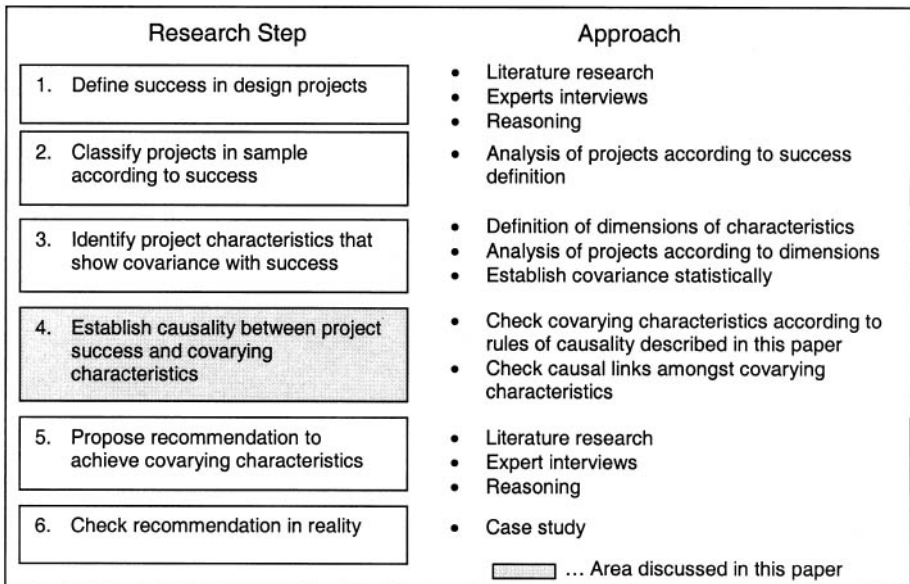 Research Step
Approach
1. Define success in design projects
• Literature research
• Experts interviews
• Reasoning
2. Classify projects in sample
according to success
• Analysis of projects according to success
definition
3. Identify project characteristics that
show covariance with success
• Definition of dimensions of characteristics
• Analysis of projects according to dimensions
• Establish covariance statistically
4. Establish causality between project
success and covarying
characteristics
• Check covarying characteristics according to
rules of causality described in this paper
• Check causal links amongst covarying
characteristics
5. Propose recommendation to
achieve covarying characteristics
• Literature research
• Expert interviews
• Reasoning
6. Check recommendation in reality
• Case study
... Area discussed in this paper